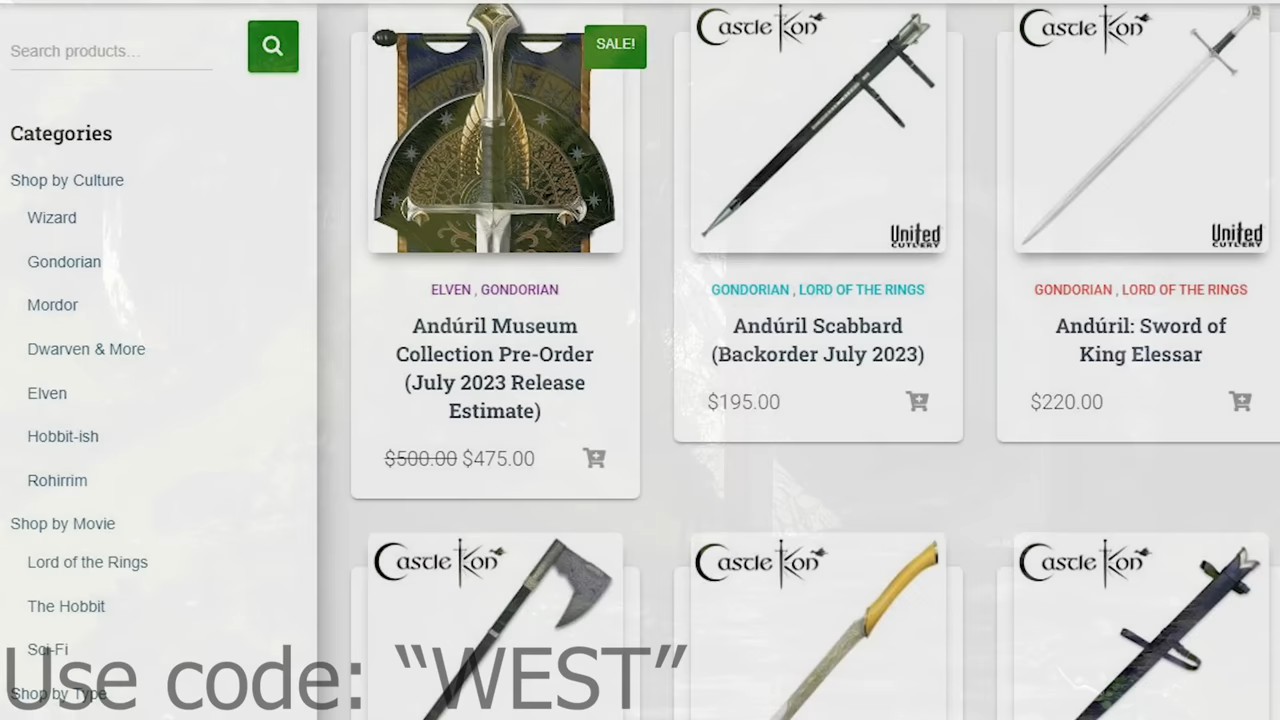 Search products...
Categories
Shop by Culture
Wizard
Gondorian
Mordor
Dwarven & More
Elven
Hobbit-ish
Rohirrim
Shop by Movie
Lord of the Rings
The Hobbit
Sci-Fi
Shop by Type
SALE!
ELVEN , GONDORIAN
Andúril Museum
Collection Pre-Order
(July 2023 Release
Estimate)
$500.00 $475.00
Castle Kon
United
CUTLERY
GONDORIAN , LORD OF THE RINGS
Andúril Scabbard
(Backorder July 2023)
$195.00
Castle Kon
United
CUTLERY
GONDORIAN , LORD OF THE RINGS
Andúril: Sword of
King Elessar
$220.00
Castle Kon
Castle Kon
Castle Kon
Use code: “WEST”